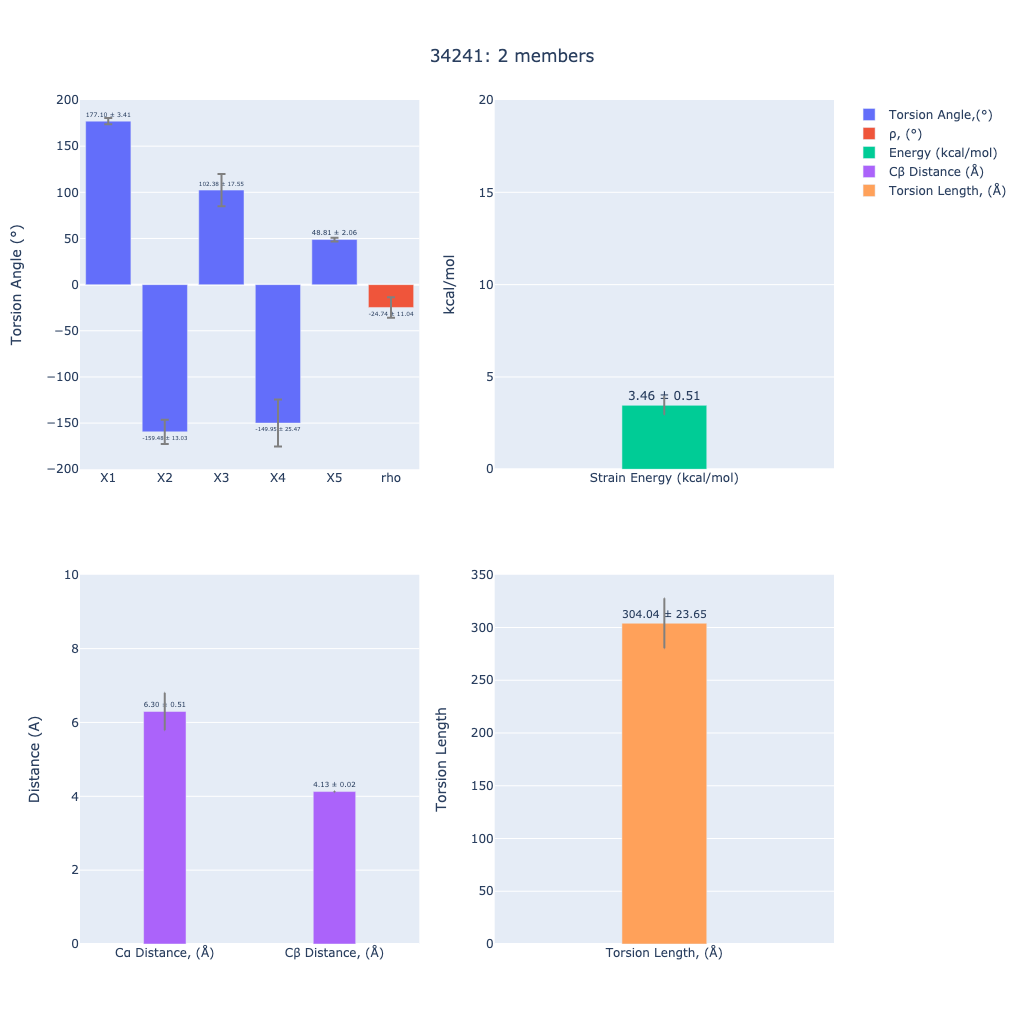 34241: 2 members
Torsion Angle (°)
200
150
100
50
0
−50
−100
−150
−200
177.10 ± 3.41
-159.48 ± 13.03
102.38 ± 17.55
-149.95 ± 25.47
48.81 ± 2.06
-24.74 ± 11.04
X1 X2 X3 X4 X5 rho
kcal/mol
20
15
10
5
0
3.46 ± 0.51
Strain Energy (kcal/mol)
Torsion Angle,(°)
ρ, (°)
Energy (kcal/mol)
Cβ Distance (Å)
Torsion Length, (Å)
Distance (A)
10
8
6
4
2
0
6.30 ± 0.51
4.13 ± 0.02
Cα Distance, (Å) Cβ Distance, (Å)
Torsion Length
350
300
250
200
150
100
50
0
304.04 ± 23.65
Torsion Length, (Å)